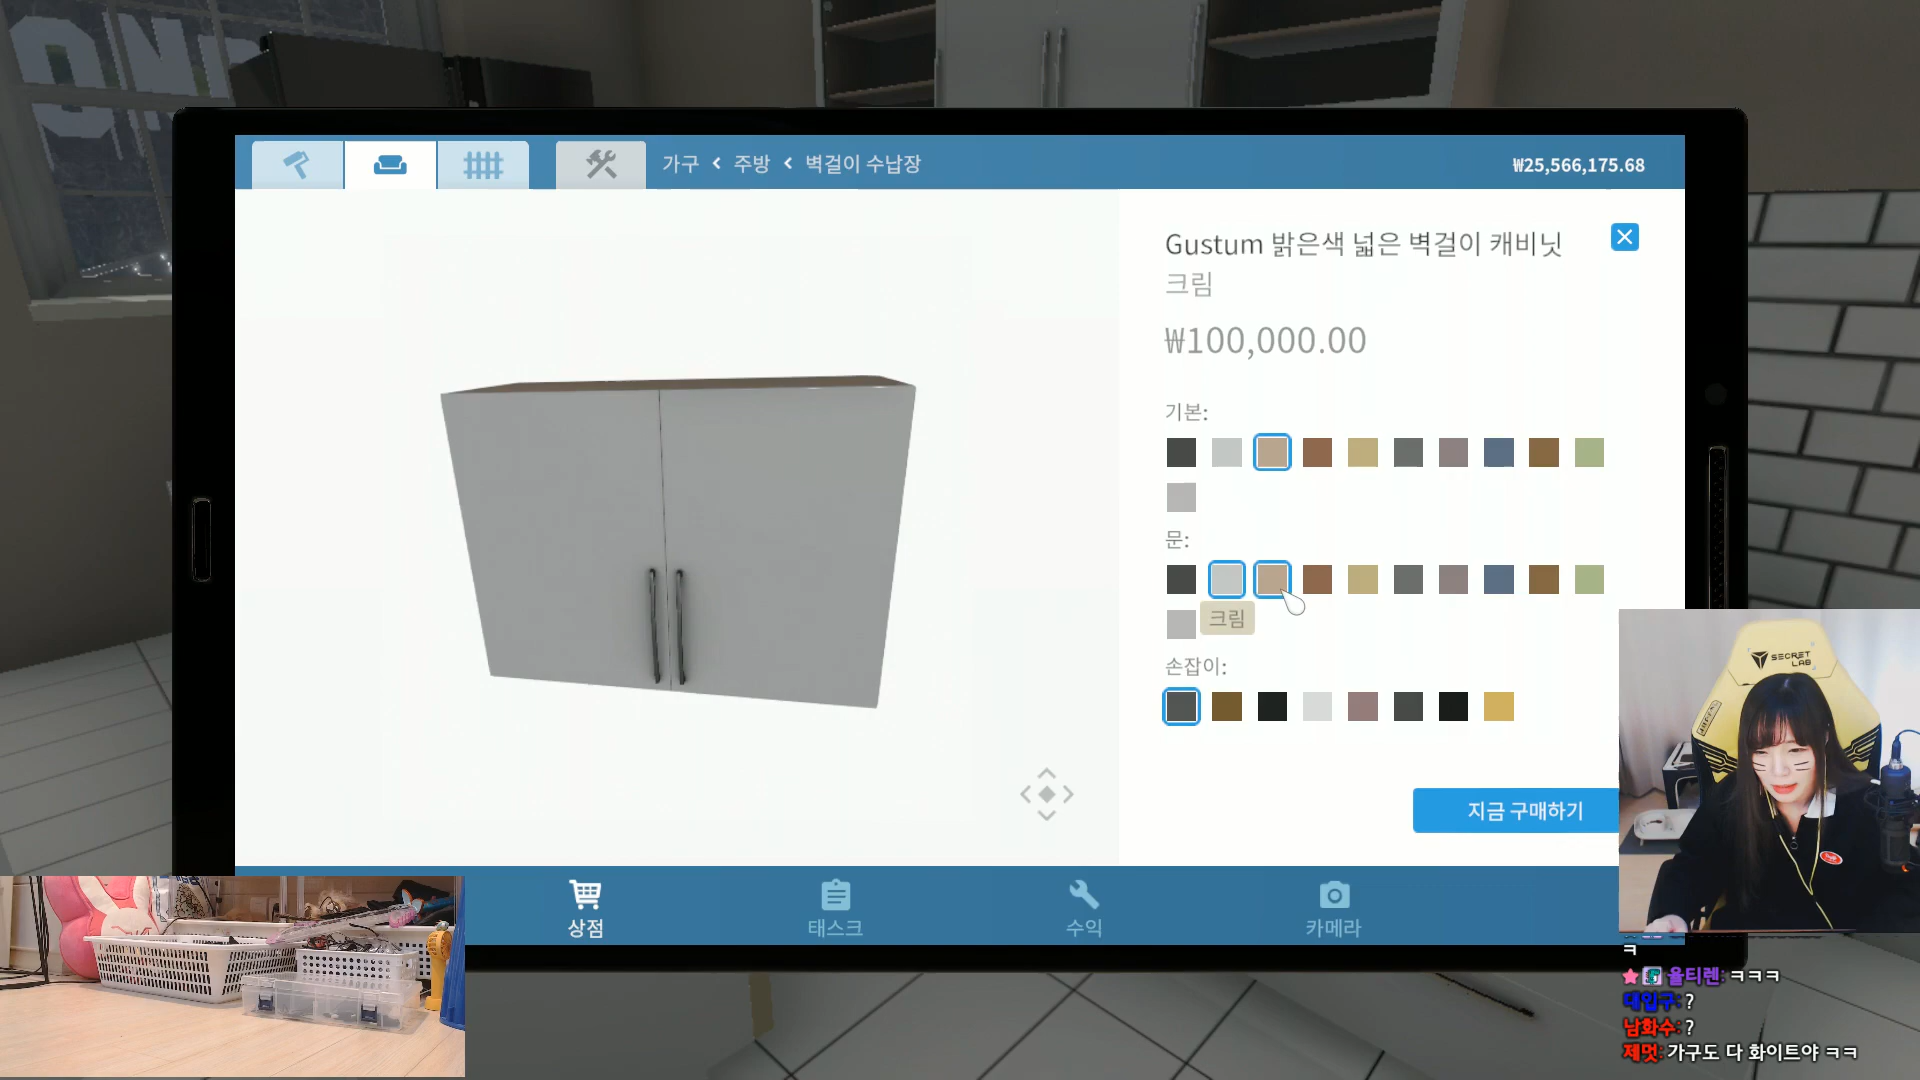 가구 < 주방 < 벽걸이 수납장
₩25,566,175.68
Gustum 밝은색 넓은 벽걸이 캐비닛
크림
₩100,000.00
기본:
문:
크림
손잡이:
지금 구매하기
상점
태스크
수익
카메라
SECRET
LAB
ㅋ
율티렌: ㅋㅋㅋ
대입구: ?
남화수: ?
제멋: 가구도 다 화이트야 ㅋㅋ